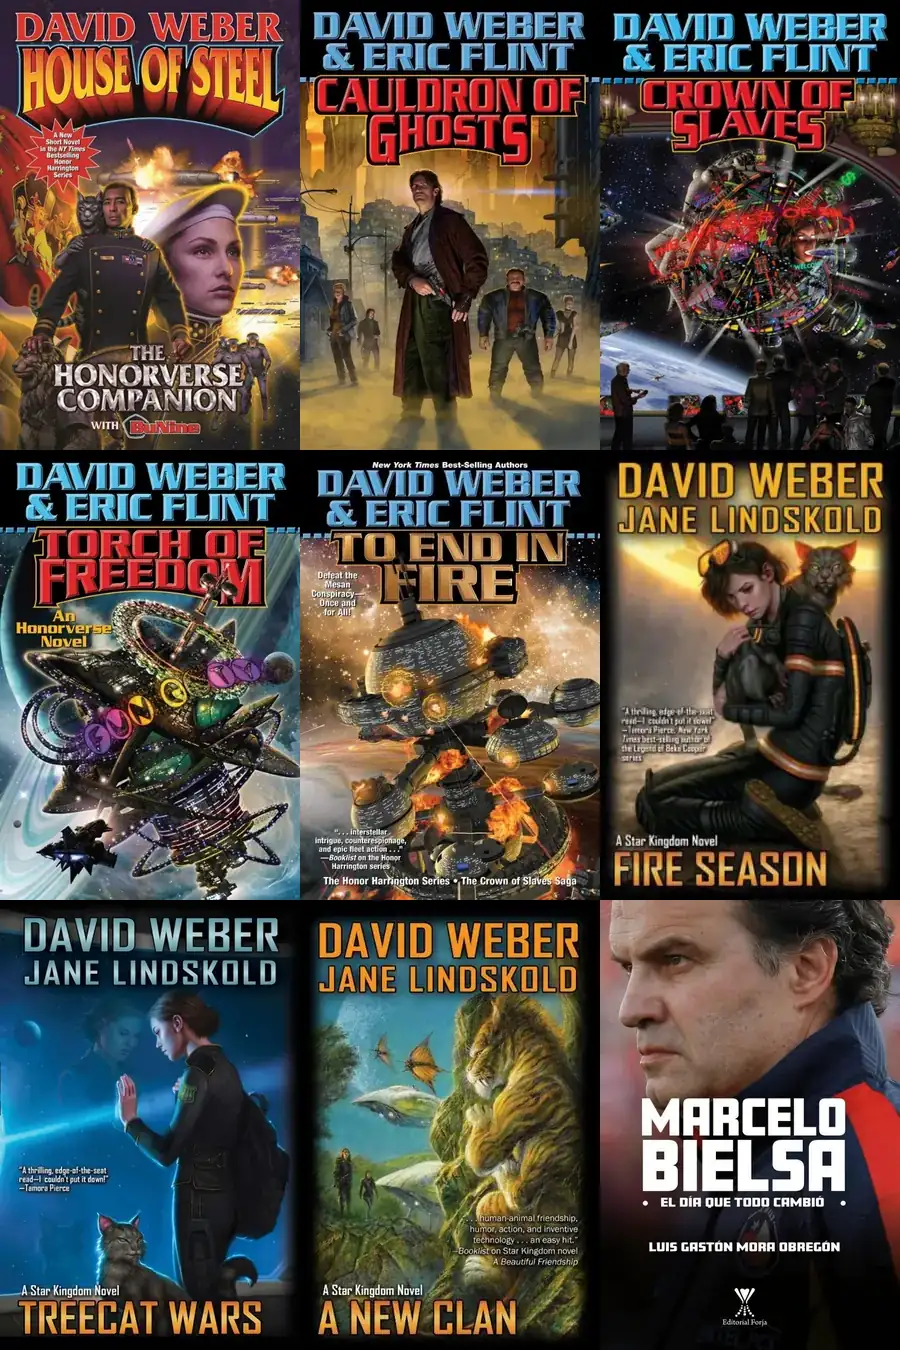 DAVID WEBER
HOUSE OF STEEL
A New
Short Novel
in the NY Times
Bestselling
Honor
Harrington
Series
THE
HONORVERSE
COMPANION
WITH BuNine
DAVID WEBER
& ERIC FLINT
CAULDRON OF
GHOSTS
DAVID WEBER
& ERIC FLINT
CROWN OF
SLAVES
$
DAVID WEBER
& ERIC FLINT
TORCH OF
FREEDOM
An
Honorverse
Novel
FUN
New York Times Best-Selling Authors
DAVID WEBER
& ERIC FLINT
TO END IN
FIRE
Defeat the
Mesan
Conspiracy—
Once and
for All!
"... interstellar
intrigue, counterespionage,
and epic fleet action ..."
—Booklist on the Honor
Harrington series
The Honor Harrington Series • The Crown of Slaves Saga
DAVID WEBER
JANE LINDSKOLD
"A thrilling, edge-of-the-seat
read—I couldn't put it down!"
—Tamora Pierce, New York
Times best-selling author of
the Legend of Beka Cooper
series
A Star Kingdom Novel
FIRE SEASON
DAVID WEBER
JANE LINDSKOLD
"A thrilling, edge-of-the-seat
read—I couldn't put it down!"
—Tamora Pierce
A Star Kingdom Novel
TREECAT WARS
DAVID WEBER
JANE LINDSKOLD
"... human-animal friendship,
humor, action, and inventive
technology ... an easy hit."
—Booklist on Star Kingdom novel
A Beautiful Friendship
A Star Kingdom Novel
A NEW CLAN
MARCELO
BIELSA
• EL DÍA QUE TODO CAMBIÓ •
LUIS GASTÓN MORA OBREGÓN
Editorial Forja